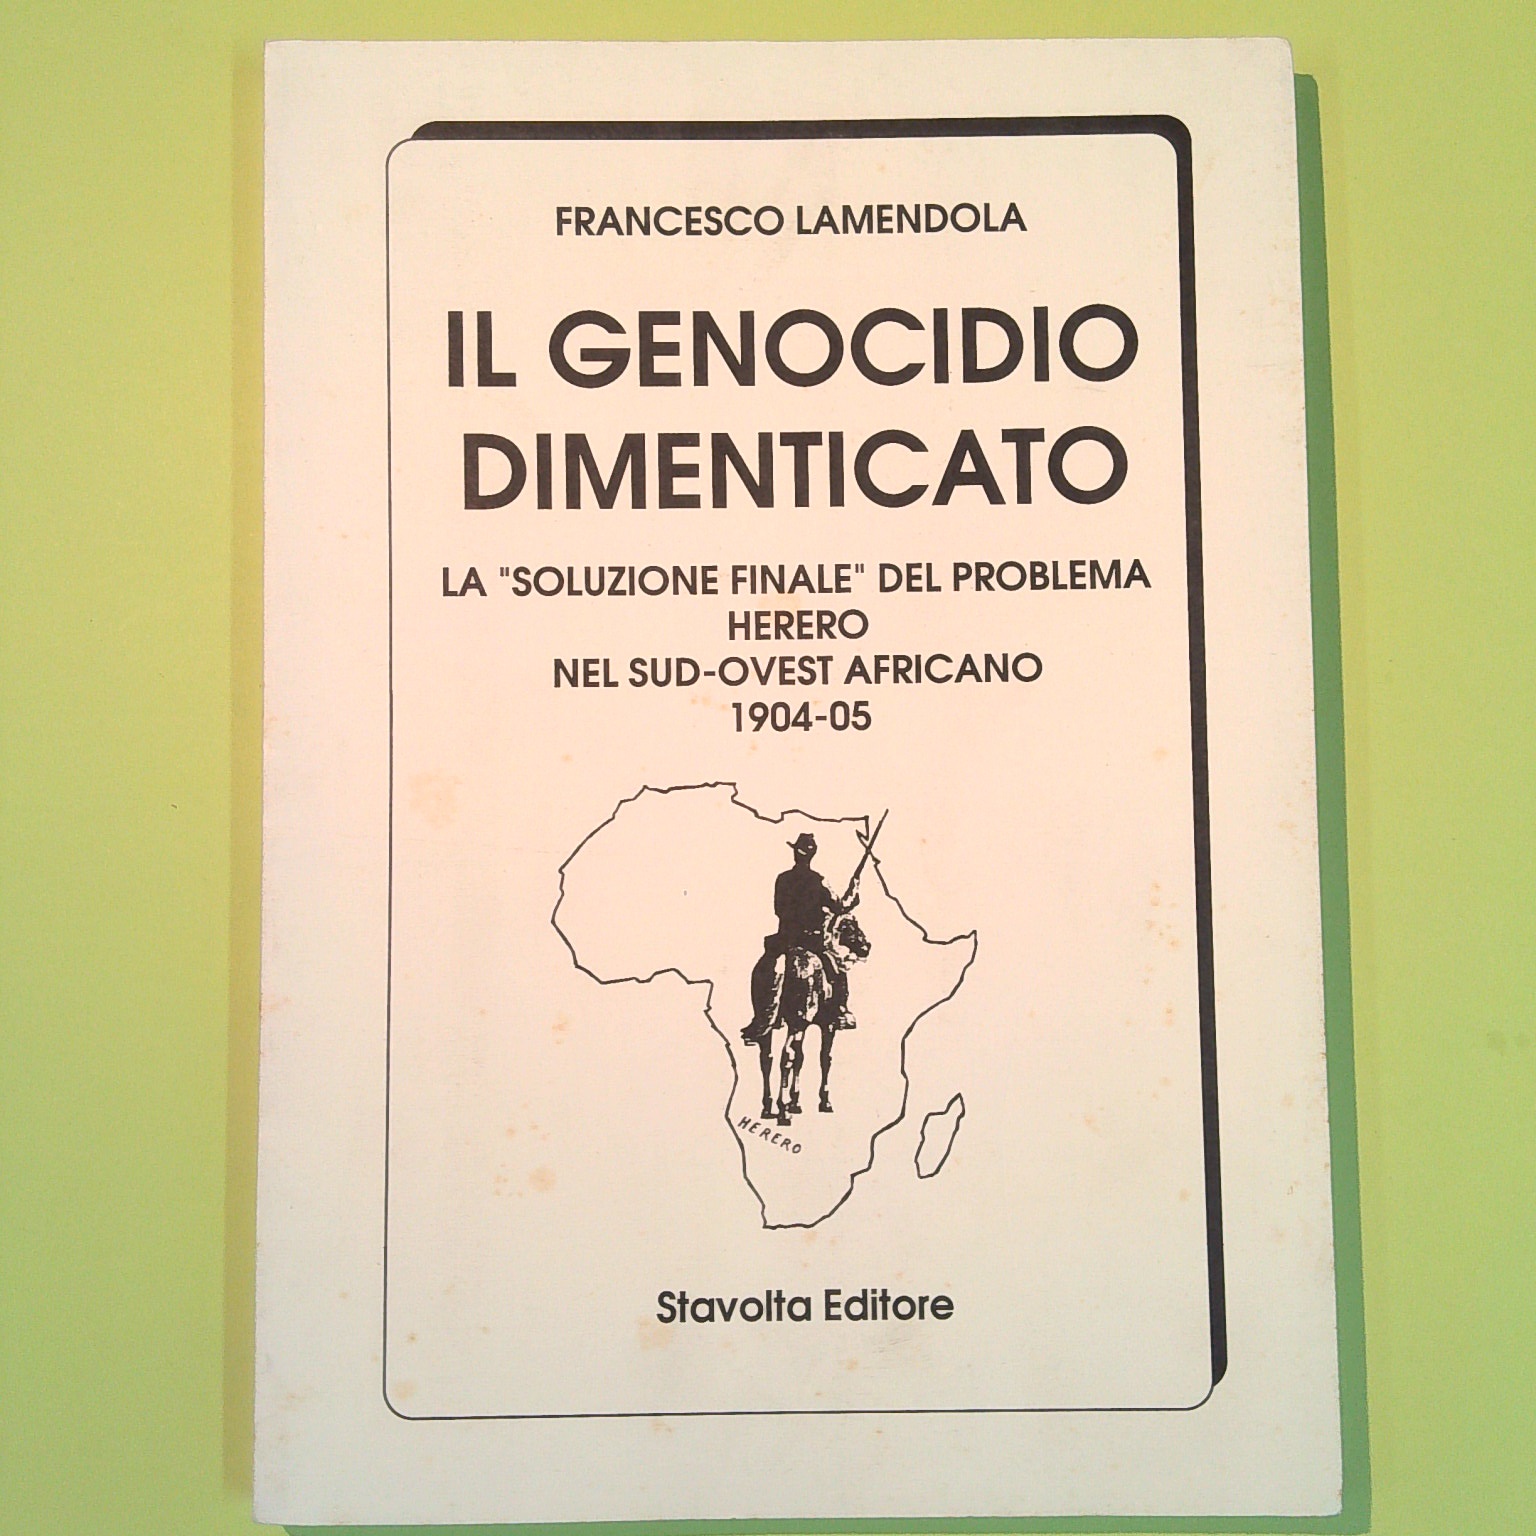 FRANCESCO LAMENDOLA
IL GENOCIDIO
DIMENTICATO
LA "SOLUZIONE FINALE" DEL PROBLEMA
HERERO
NEL SUD-OVEST AFRICANO
1904-05
HERERO
Stavolta Editore